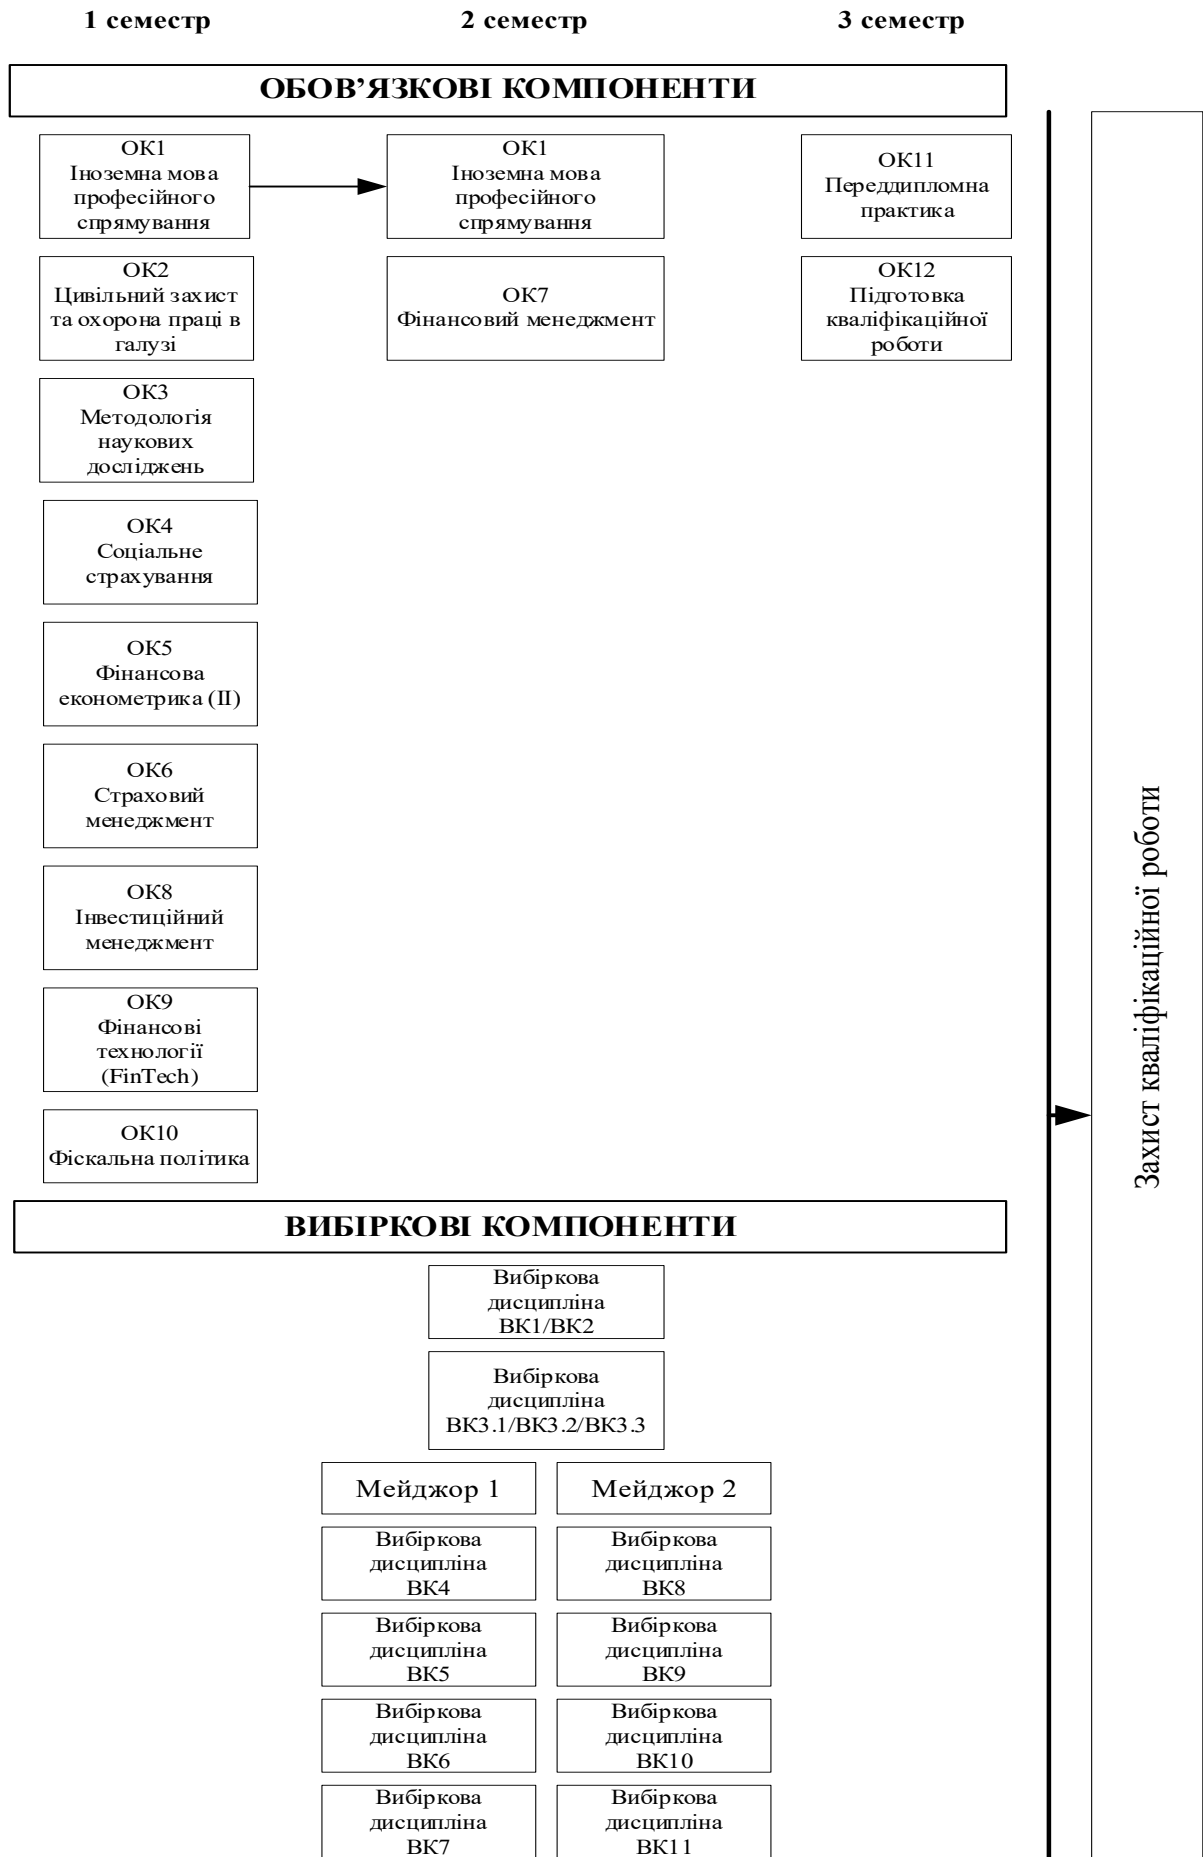 1 семестр
2 семестр
3 семестр
ОБОВ’ЯЗКОВІ КОМПОНЕНТИ
ОК1
Іноземна мова
професійного
спрямування
ОК1
Іноземна мова
професійного
спрямування
ОК11
Переддипломна
практика
ОК2
Цивільний захист
та охорона праці в
галузі
ОК7
Фінансовий менеджмент
ОК12
Підготовка
кваліфікаційної
роботи
ОК3
Методологія
наукових
досліджень
ОК4
Соціальне
страхування
ОК5
Фінансова
економетрика (ІІ)
ОК6
Страховий
менеджмент
ОК8
Інвестиційний
менеджмент
ОК9
Фінансові
технології
(FinTech)
ОК10
Фіскальна політика
Захист кваліфікаційної роботи
ВИБІРКОВІ КОМПОНЕНТИ
Вибіркова
дисципліна
ВК1/ВК2
Вибіркова
дисципліна
ВК3.1/ВК3.2/ВК3.3
Мейджор 1
Мейджор 2
Вибіркова
дисципліна
ВК4
Вибіркова
дисципліна
ВК8
Вибіркова
дисципліна
ВК5
Вибіркова
дисципліна
ВК9
Вибіркова
дисципліна
ВК6
Вибіркова
дисципліна
ВК10
Вибіркова
дисципліна
ВК7
Вибіркова
дисципліна
ВК11